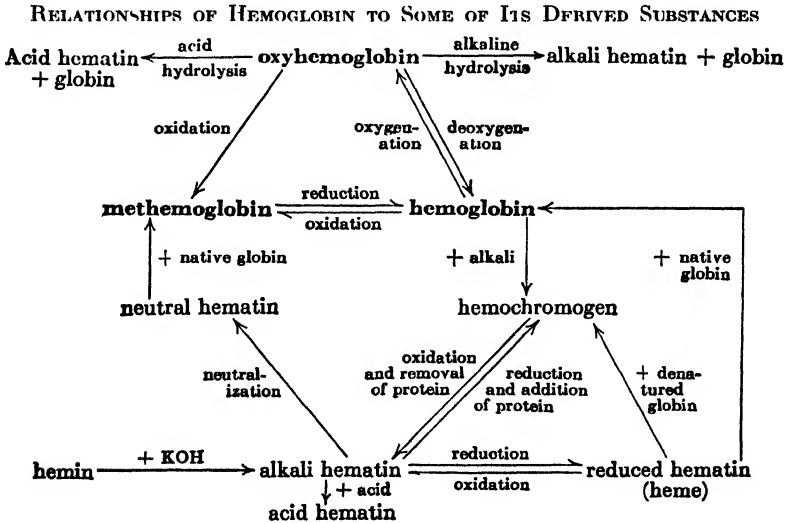 RELATIONSHIPS OF HEMOGLOBIN TO SOME OF ITS DERIVED SUBSTANCES
Acid hematin
+ globin
acid
hydrolysis
oxyhemoglobin
alkaline
hydrolysis
alkali hematin + globin
oxidation
oxygen-
ation
deoxygen-
ation
methemoglobin
reduction
oxidation
hemoglobin
+ native globin
+ alkali
+ native
globin
neutral hematin
hemochromogen
neutral-
ization
oxidation
and removal
of protein
reduction
and addition
of protein
+ dena-
tured
globin
hemin
+ KOH
alkali hematin
reduction
oxidation
reduced hematin
(heme)
+ acid
acid hematin